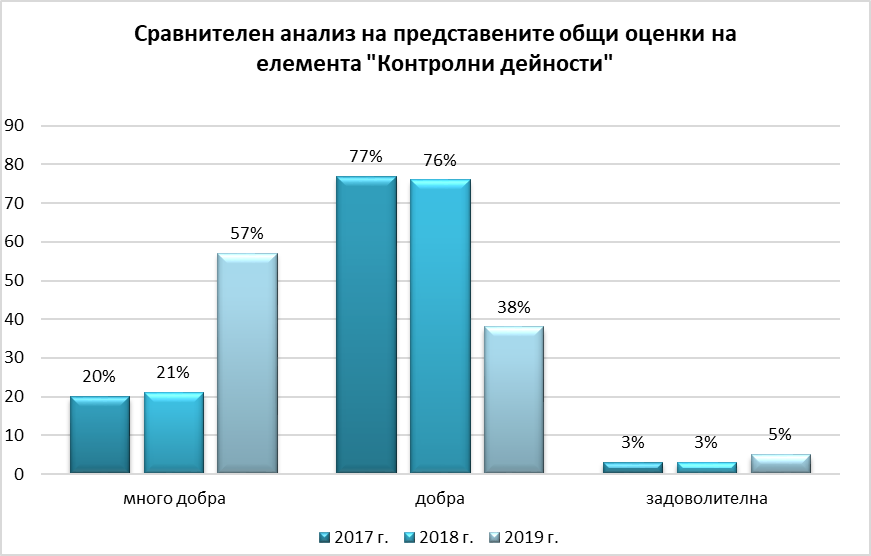 Сравнителен анализ на представените общи оценки на
елемента "Контролни дейности"
90
80
70
60
50
40
30
20
10
0
20%
21%
57%
77%
76%
38%
3%
3%
5%
много добра
добра
задоволителна
2017 г.
2018 г.
2019 г.